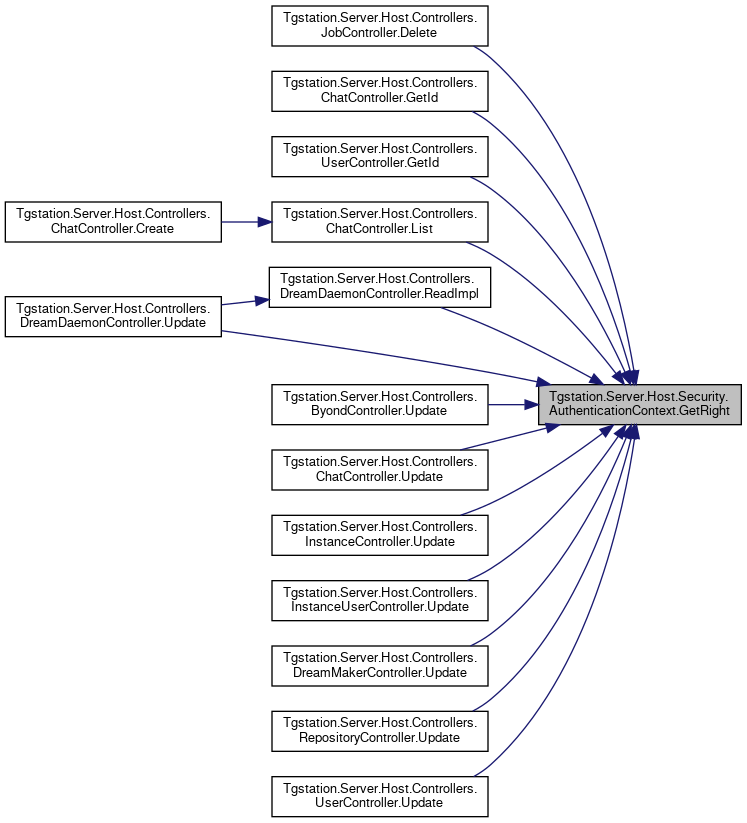 Tgstation.Server.Host.Controllers.
JobController.Delete
Tgstation.Server.Host.Controllers.
ChatController.GetId
Tgstation.Server.Host.Controllers.
UserController.GetId
Tgstation.Server.Host.Controllers.
ChatController.Create
Tgstation.Server.Host.Controllers.
ChatController.List
Tgstation.Server.Host.Controllers.
DreamDaemonController.ReadImpl
Tgstation.Server.Host.Controllers.
DreamDaemonController.Update
Tgstation.Server.Host.Security.
AuthenticationContext.GetRight
Tgstation.Server.Host.Controllers.
ByondController.Update
Tgstation.Server.Host.Controllers.
ChatController.Update
Tgstation.Server.Host.Controllers.
InstanceController.Update
Tgstation.Server.Host.Controllers.
InstanceUserController.Update
Tgstation.Server.Host.Controllers.
DreamMakerController.Update
Tgstation.Server.Host.Controllers.
RepositoryController.Update
Tgstation.Server.Host.Controllers.
UserController.Update